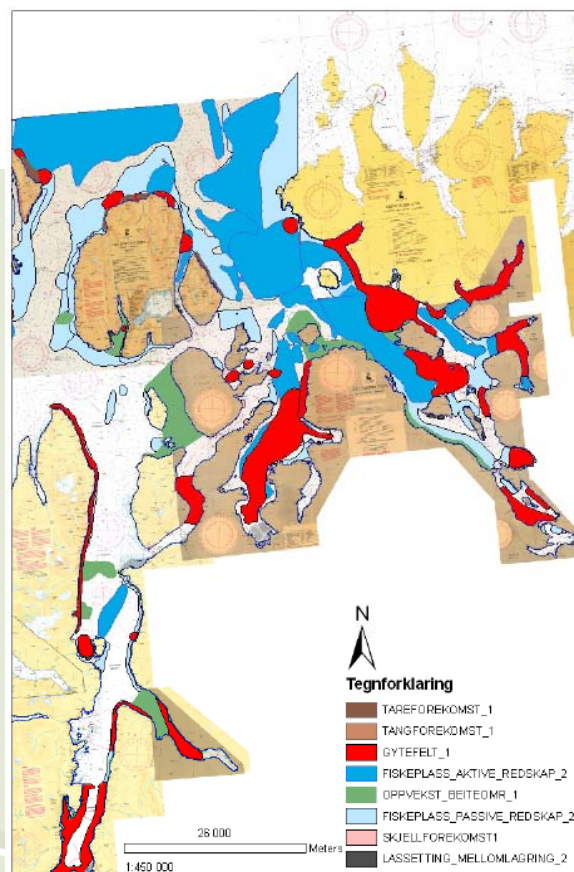 N
Tegnforklaring
TAREFOREKOMST_1
TANGFOREKOMST_1
GYTEFELT_1
FISKEPLASS_AKTIVE_REDSKAP_2
OPPVEKST_BEITEOMR_1
FISKEPLASS_PASSIVE_REDSKAP_2
SKJELLFOREKOMST1
LASSETTING_MELLOMLAGRING_2
26 000
Meters
1:450 000